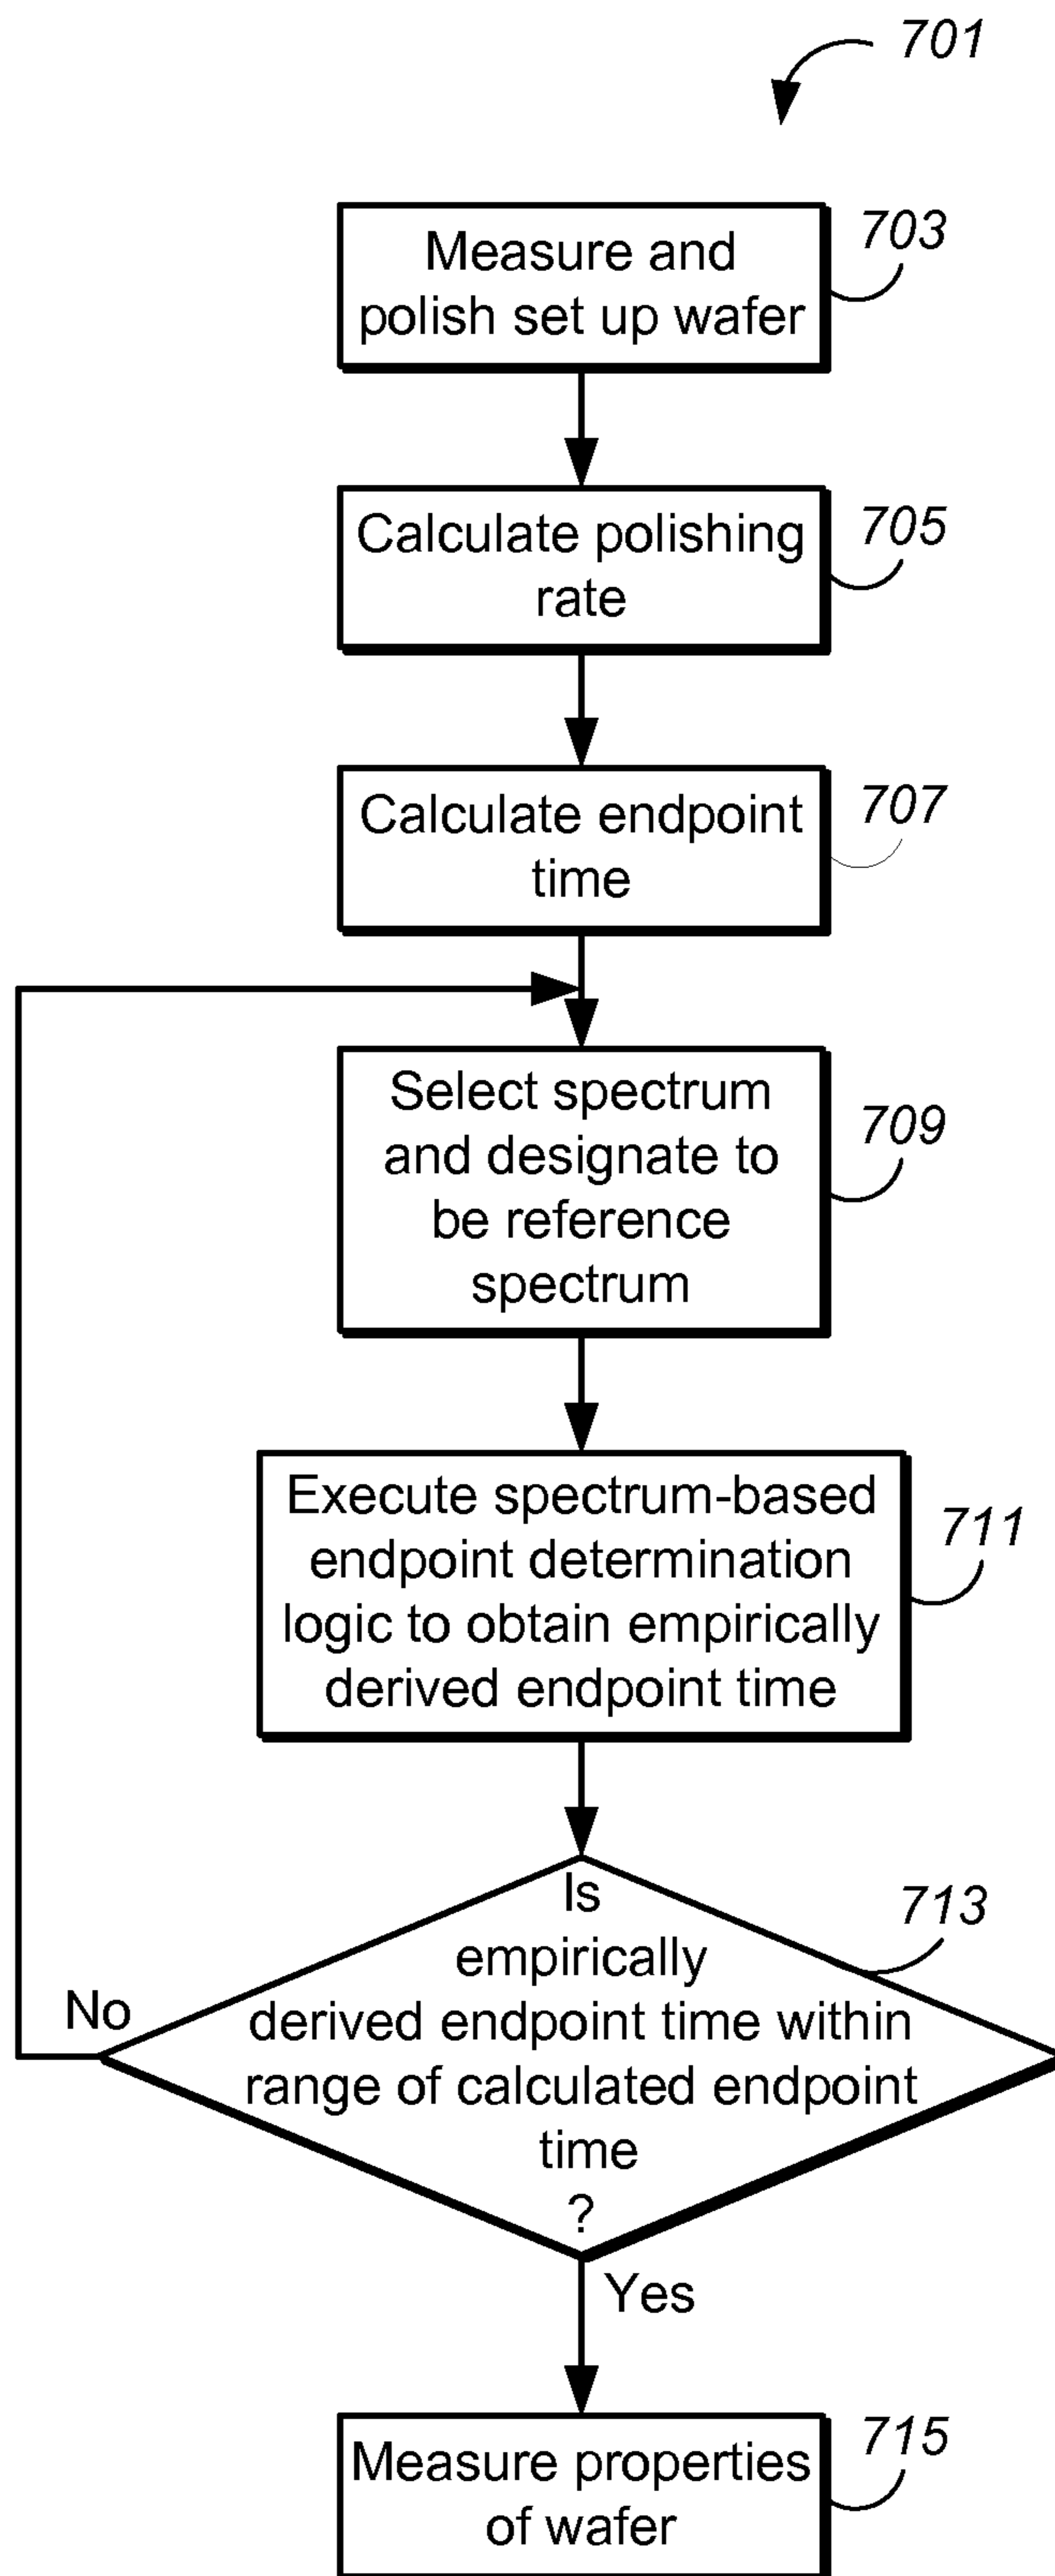 701
703
Measure and
polish set up wafer
705
Calculate polishing
rate
707
Calculate endpoint
time
709
Select spectrum
and designate to
be reference
spectrum
711
Execute spectrum-based
endpoint determination
logic to obtain empirically
derived endpoint time
713
Is
empirically
derived endpoint time within
range of calculated endpoint
time
?
No
Yes
715
Measure properties
of wafer